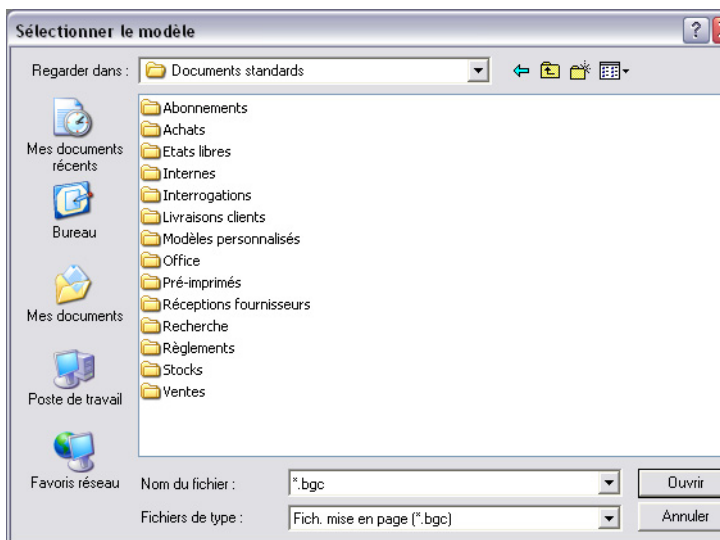 Sélectionner le modèle
?
Regarder dans :
Documents standards
Mes documents
récents
Bureau
Mes documents
Poste de travail
Favoris réseau
Abonnements
Achats
Etats libres
Internes
Interrogations
Livraisons clients
Modèles personnalisés
Office
Pré-imprimés
Réceptions fournisseurs
Recherche
Règlements
Stocks
Ventes
Nom du fichier :
*.bgc
Ouvrir
Fichiers de type :
Fich. mise en page (*.bgc)
Annuler